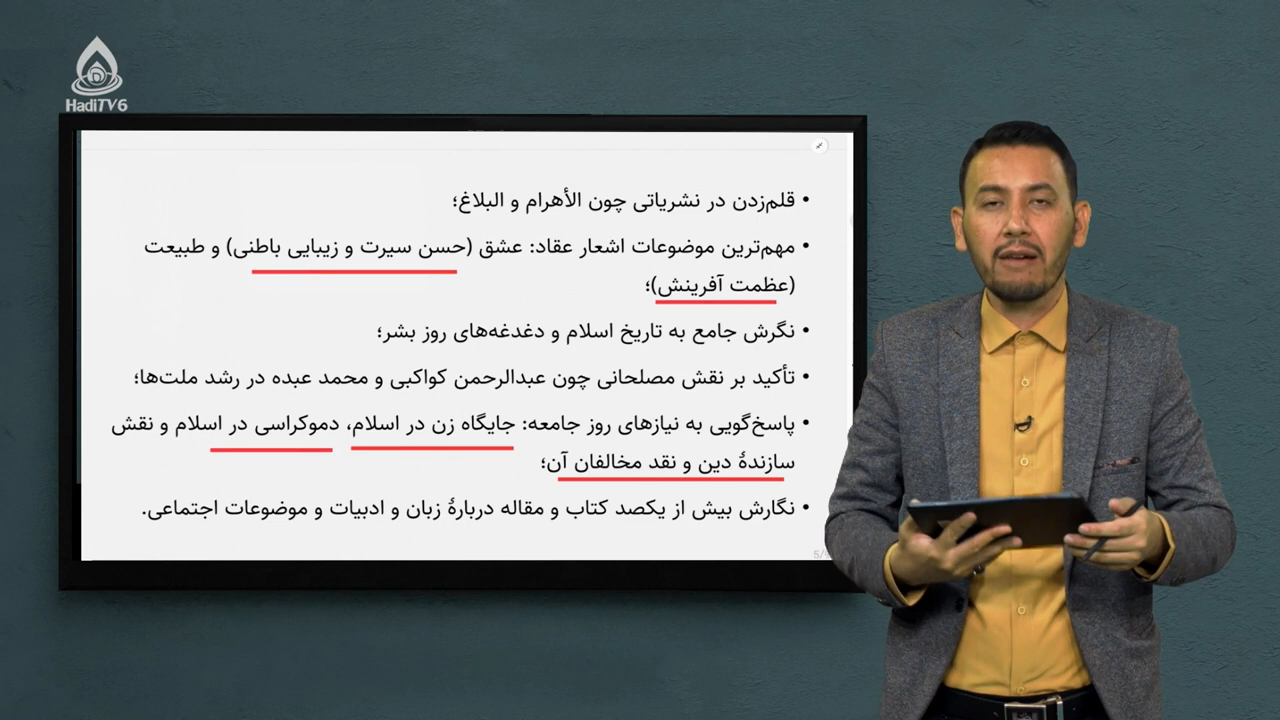 HadiTV6
• قلم‌زدن در نشریاتی چون الأهرام و البلاغ؛
• مهم‌ترین موضوعات اشعار عقاد: عشق (حسن سیرت و زیبایی باطنی) و طبیعت
(عظمت آفرینش)؛
• نگرش جامع به تاریخ اسلام و دغدغه‌های روز بشر؛
• تأکید بر نقش مصلحانی چون عبدالرحمن کواکبی و محمد عبده در رشد ملت‌ها؛
• پاسخ‌گویی به نیازهای روز جامعه: جایگاه زن در اسلام، دموکراسی در اسلام و نقش
سازندهٔ دین و نقد مخالفان آن؛
• نگارش بیش از یکصد کتاب و مقاله دربارهٔ زبان و ادبیات و موضوعات اجتماعی.